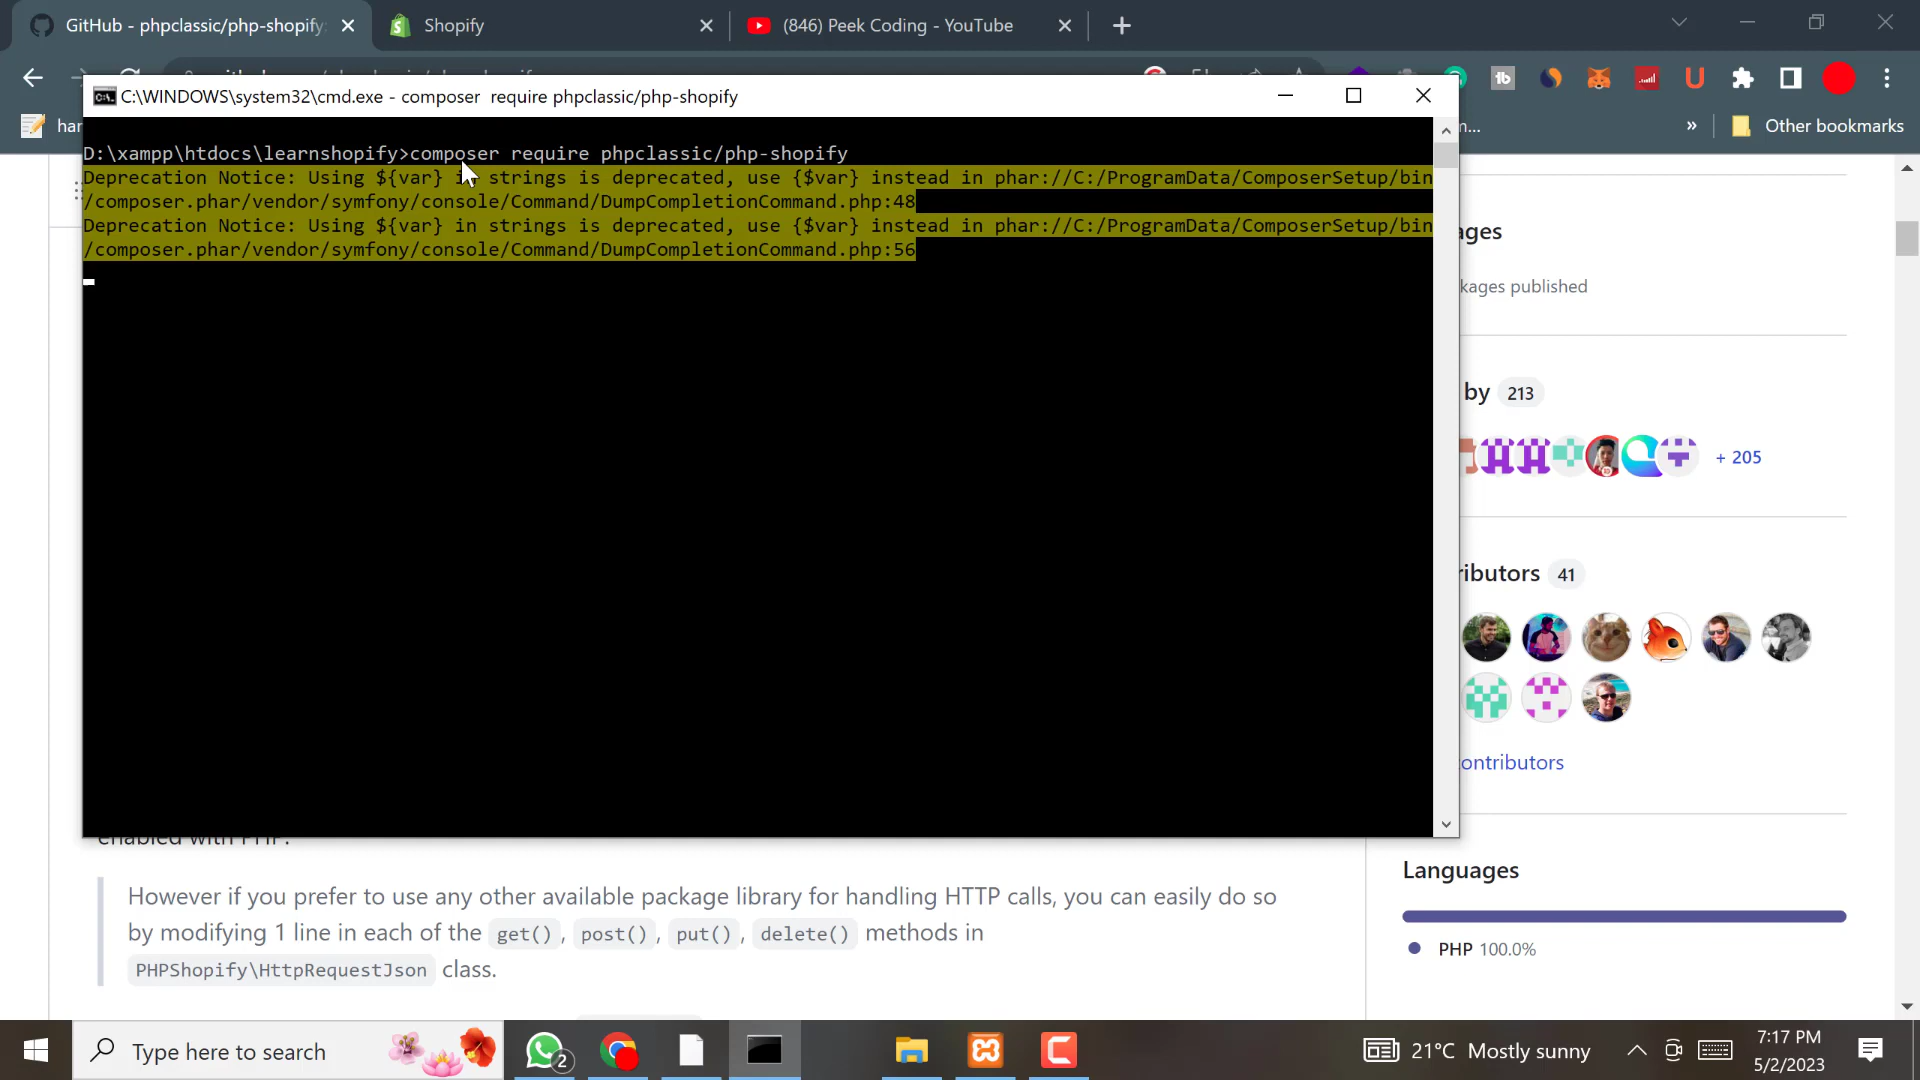 GitHub - phpclassic/php-shopify:
Shopify
(846) Peek Coding - YouTube
C:\WINDOWS\system32\cmd.exe - composer  require phpclassic/php-shopify
har
m...
»
Other bookmarks
D:\xampp\htdocs\learnshopify>composer require phpclassic/php-shopify
Deprecation Notice: Using ${var} in strings is deprecated, use {$var} instead in phar://C:/ProgramData/ComposerSetup/bin
/composer.phar/vendor/symfony/console/Command/DumpCompletionCommand.php:48
Deprecation Notice: Using ${var} in strings is deprecated, use {$var} instead in phar://C:/ProgramData/ComposerSetup/bin
/composer.phar/vendor/symfony/console/Command/DumpCompletionCommand.php:56
ages
kages published
by 213
+ 205
ributors 41
ontributors
enabled with PHP.
However if you prefer to use any other available package library for handling HTTP calls, you can easily do so
by modifying 1 line in each of the get(), post(), put(), delete() methods in
PHPShopify\HttpRequestJson class.
Languages
PHP 100.0%
Type here to search
2
21°C Mostly sunny
7:17 PM
5/2/2023